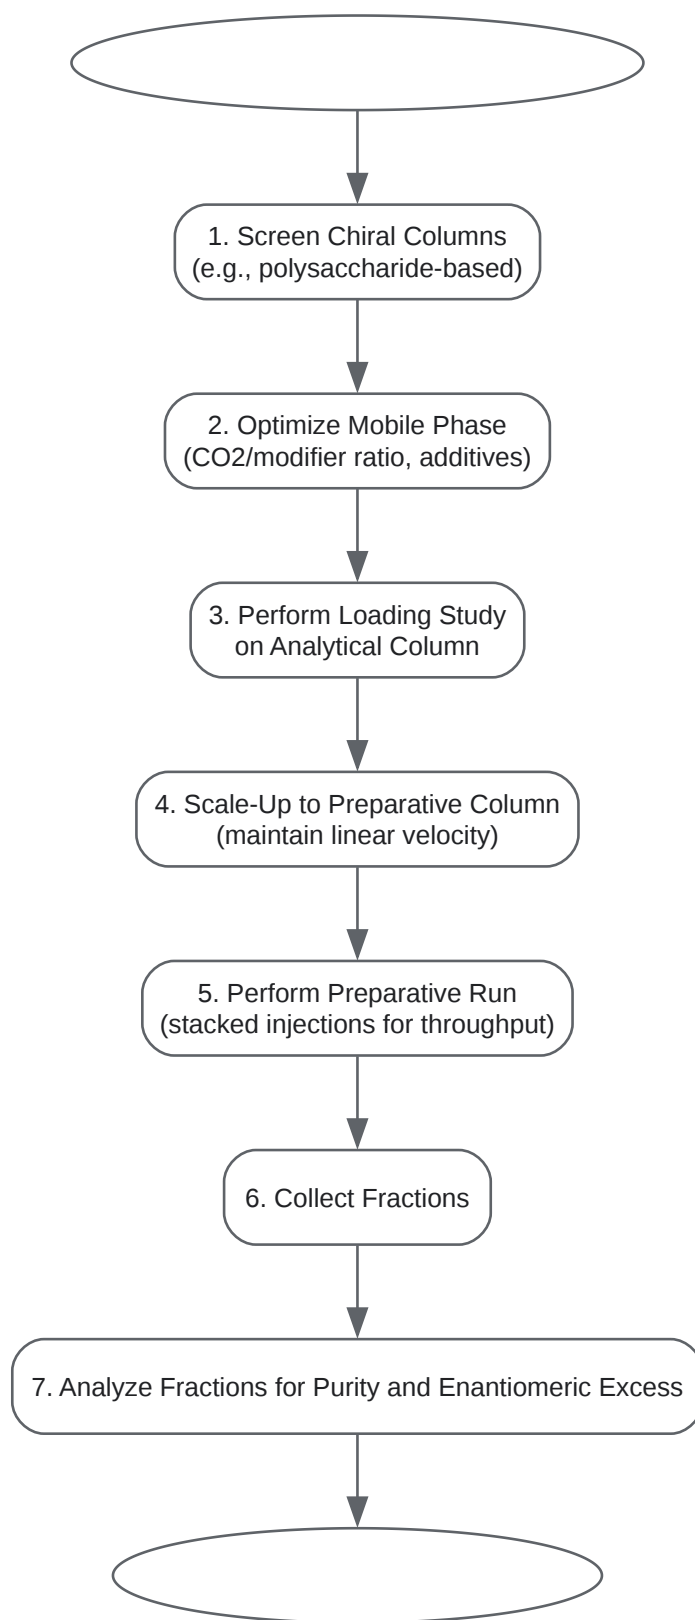 1. Screen Chiral Columns
(e.g., polysaccharide-based)
2. Optimize Mobile Phase
(CO2/modifier ratio, additives)
3. Perform Loading Study
on Analytical Column
4. Scale-Up to Preparative Column
(maintain linear velocity)
5. Perform Preparative Run
(stacked injections for throughput)
6. Collect Fractions
7. Analyze Fractions for Purity and Enantiomeric Excess